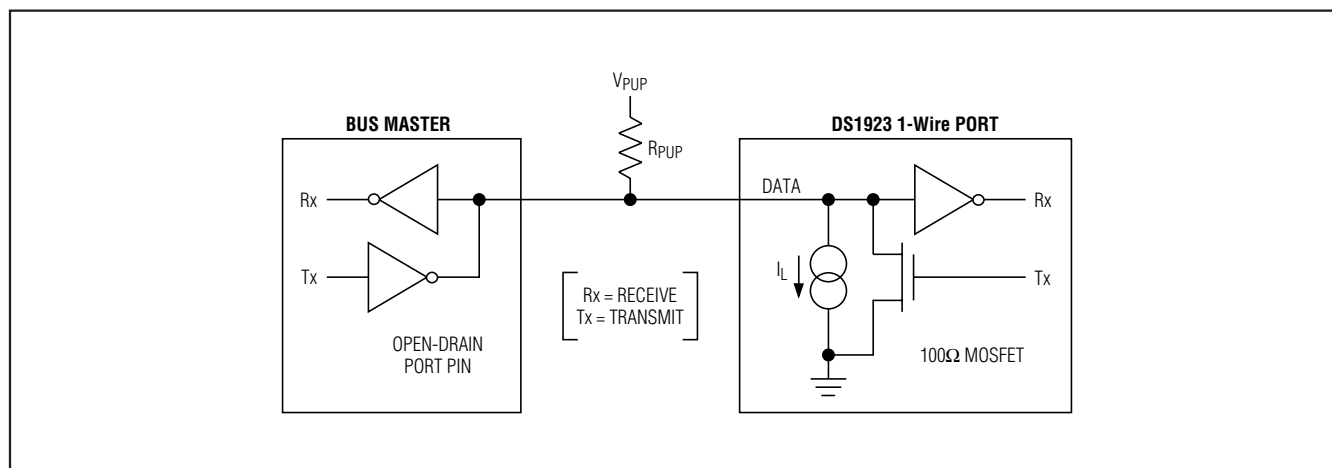 VPUP
BUS MASTER
DS1923 1-Wire PORT
RPUP
Rx
DATA
Rx
Tx
IL
Tx
Rx = RECEIVE
Tx = TRANSMIT
OPEN-DRAIN
PORT PIN
100Ω MOSFET